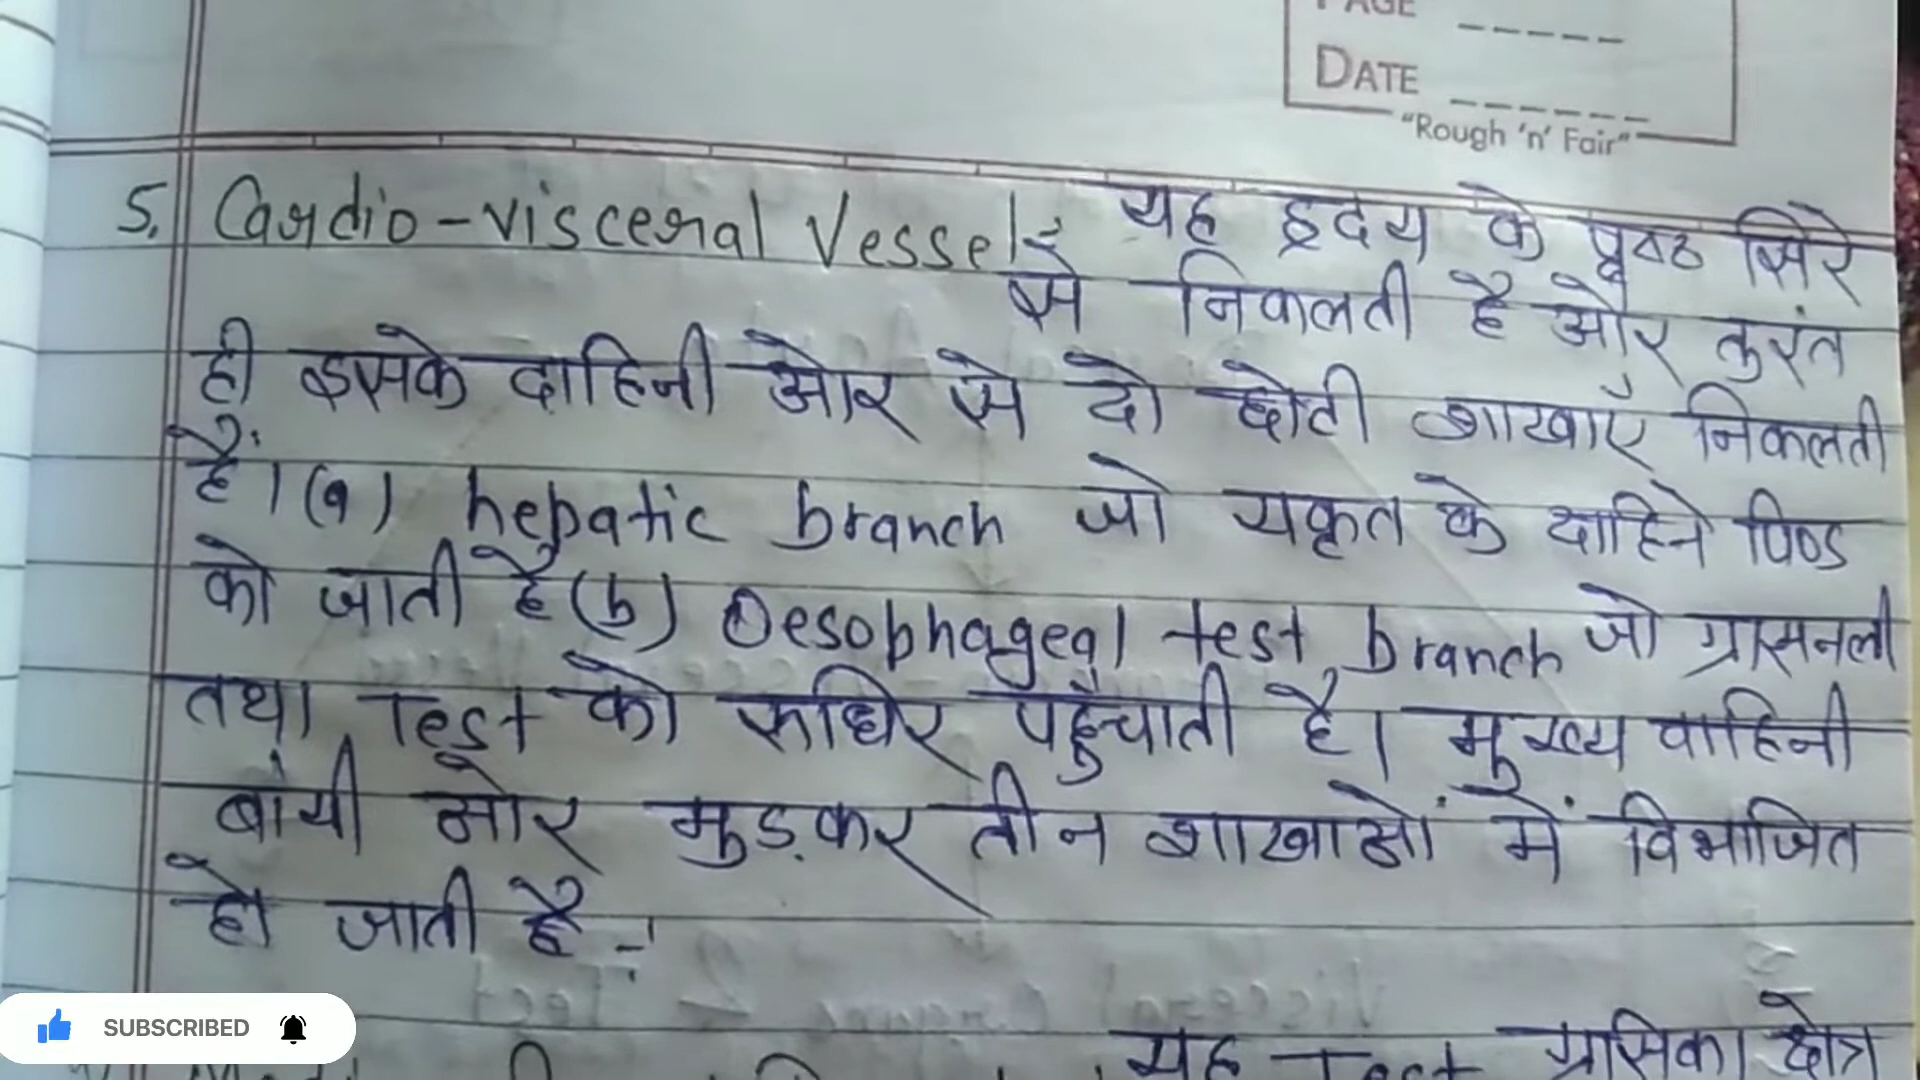 PAGE
DATE
"Rough 'n' Fair"
5. Cardio-visceral Vessel:- यह हृदय के पृष्ठ सिरे
से निकलती है और तुरंत
ही इसके दाहिनी ओर से दो छोटी शाखाएँ निकलती
हैं। (a) hepatic branch जो यकृत के दाहिने पिण्ड
को जाती है (b) Oesophageal test branch जो ग्रासनली
तथा Test को रुधिर पहुँचाती है। मुख्य वाहिनी
बांयी ओर मुड़कर तीन शाखाओं में विभाजित
हो जाती है :-
SUBSCRIBED
यह Test ग्रसिका क्षेत्र